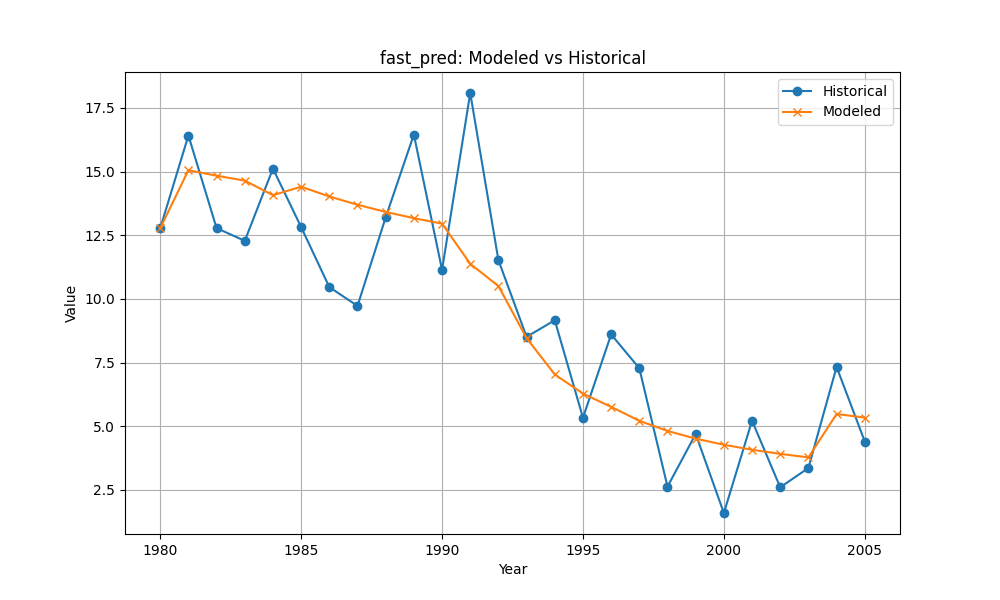 fast_pred: Modeled vs Historical
Historical
Modeled
17.5
15.0
12.5
10.0
7.5
5.0
2.5
Value
1980 1985 1990 1995 2000 2005
Year